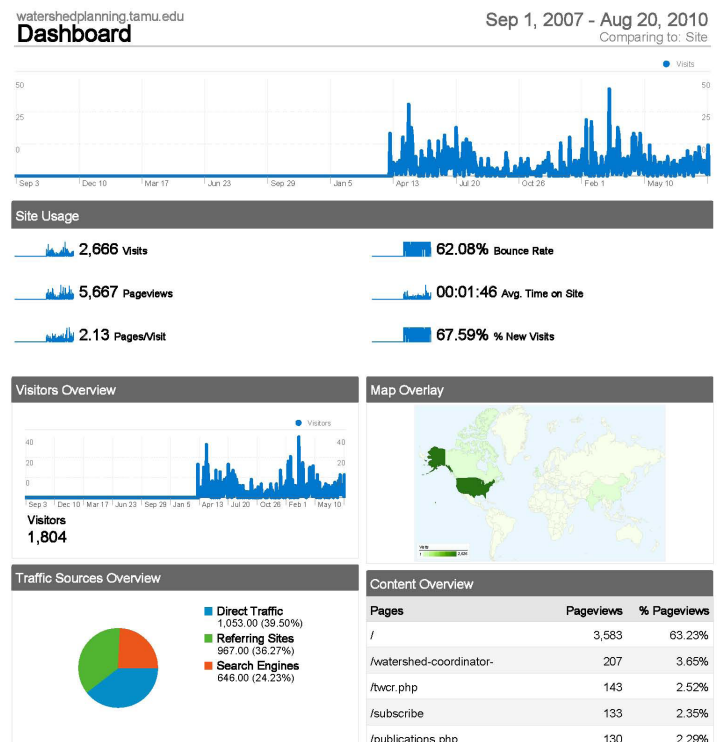 watershedplanning.tamu.edu
Dashboard
Sep 1, 2007 - Aug 20, 2010
Comparing to: Site
Visits
50 50
25 25
0 0
Sep 3 Dec 10 Mar 17 Jun 23 Sep 29 Jan 5 Apr 13 Jul 20 Oct 26 Feb 1 May 10
Site Usage
2,666 Visits
62.08% Bounce Rate
5,667 Pageviews
00:01:46 Avg. Time on Site
2.13 Pages/Visit
67.59% % New Visits
Visitors Overview
Visitors
40 40
20 20
0
Sep 3 Dec 10 Mar 17 Jun 23 Sep 29 Jan 5 Apr 13 Jul 20 Oct 26 Feb 1 May 10
Visitors
1,804
Map Overlay
Visits
1
Traffic Sources Overview
Direct Traffic
1,053.00 (39.50%)
Referring Sites
967.00 (36.27%)
Search Engines
646.00 (24.23%)
Content Overview
Pages Pageviews % Pageviews
/ 3,583 63.23%
/watershed-coordinator- 207 3.65%
/twcr.php 143 2.52%
/subscribe 133 2.35%
/publications.php 130 2.29%